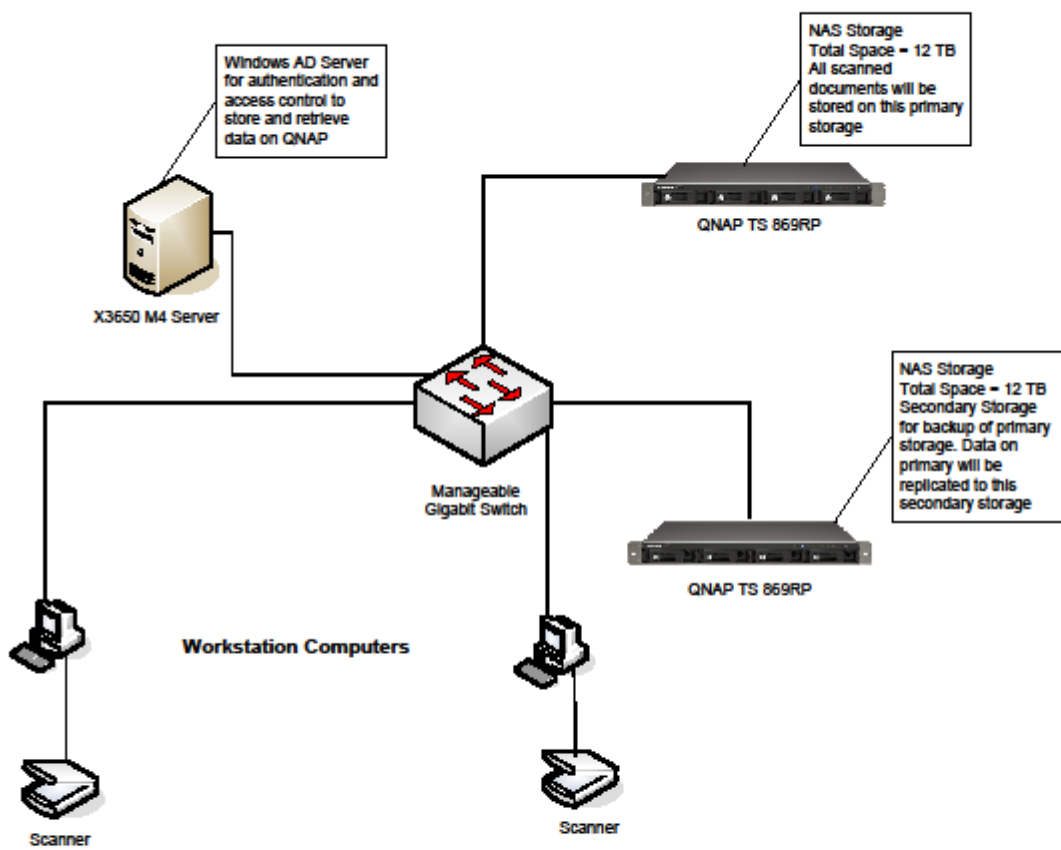 Windows AD Server
for authentication and
access control to
store and retrieve
data on QNAP
X3650 M4 Server
NAS Storage
Total Space = 12 TB
All scanned
documents will be
stored on this primary
storage
QNAP TS 869RP
Manageable
Gigabit Switch
NAS Storage
Total Space = 12 TB
Secondary Storage
for backup of primary
storage. Data on
primary will be
replicated to this
secondary storage
QNAP TS 869RP
Workstation Computers
Scanner
Scanner